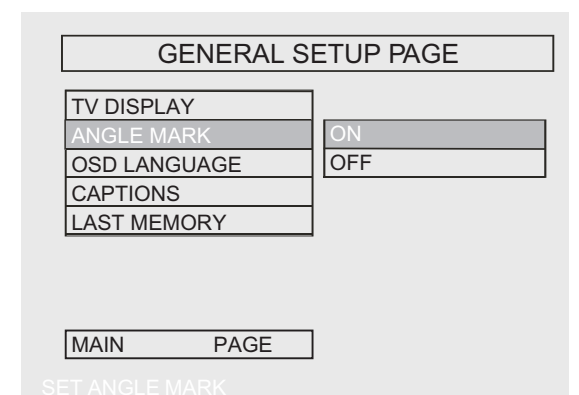 GENERAL SETUP PAGE
TV DISPLAY
ANGLE MARK
ON
OSD LANGUAGE
OFF
CAPTIONS
LAST MEMORY
MAIN PAGE
SET ANGLE MARK